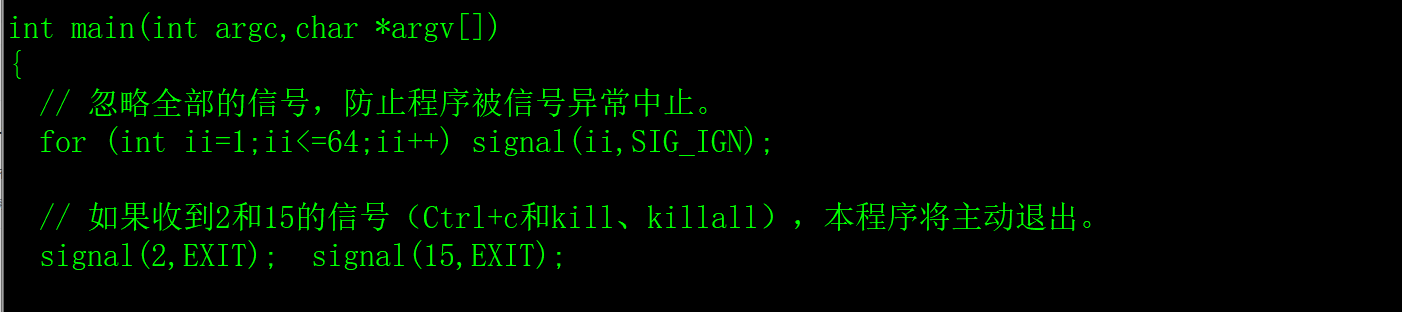 int main(int argc,char *argv[])
{
// 忽略全部的信号，防止程序被信号异常中止。
for (int ii=1;ii<=64;ii++) signal(ii,SIG_IGN);
// 如果收到2和15的信号（Ctrl+c和kill、killall），本程序将主动退出。
signal(2,EXIT);  signal(15,EXIT);